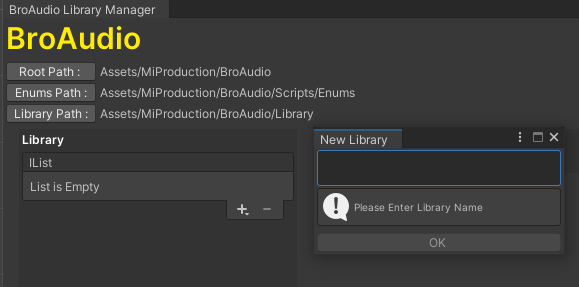 BroAudio Library Manager
BroAudio
Root Path : Assets/MiProduction/BroAudio
Enums Path : Assets/MiProduction/BroAudio/Scripts/Enums
Library Path : Assets/MiProduction/BroAudio/Library
Library
IList
List is Empty
New Library
Please Enter Library Name
OK